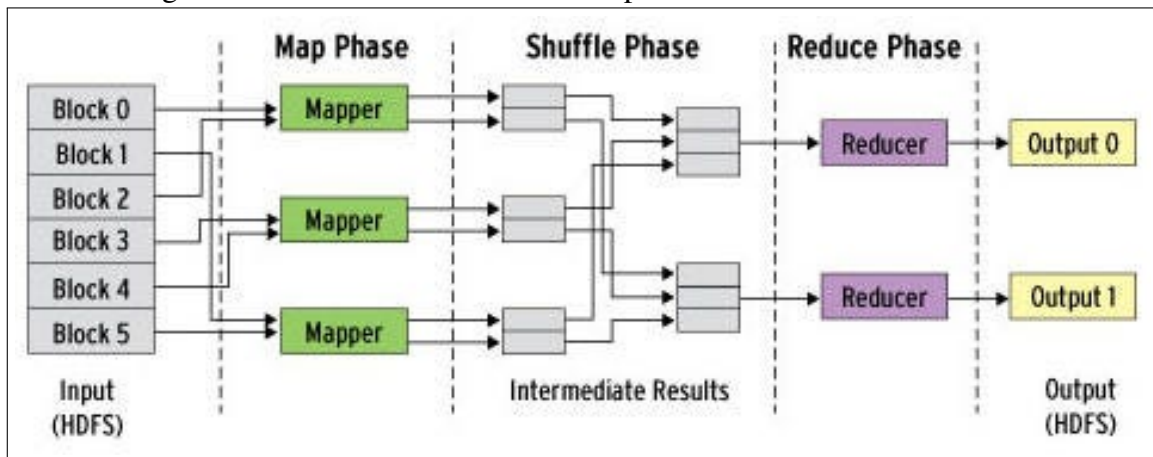 Map Phase
Shuffle Phase
Reduce Phase
Block 0
Block 1
Block 2
Block 3
Block 4
Block 5
Mapper
Mapper
Mapper
Reducer
Reducer
Output 0
Output 1
Input
(HDFS)
Intermediate Results
Output
(HDFS)